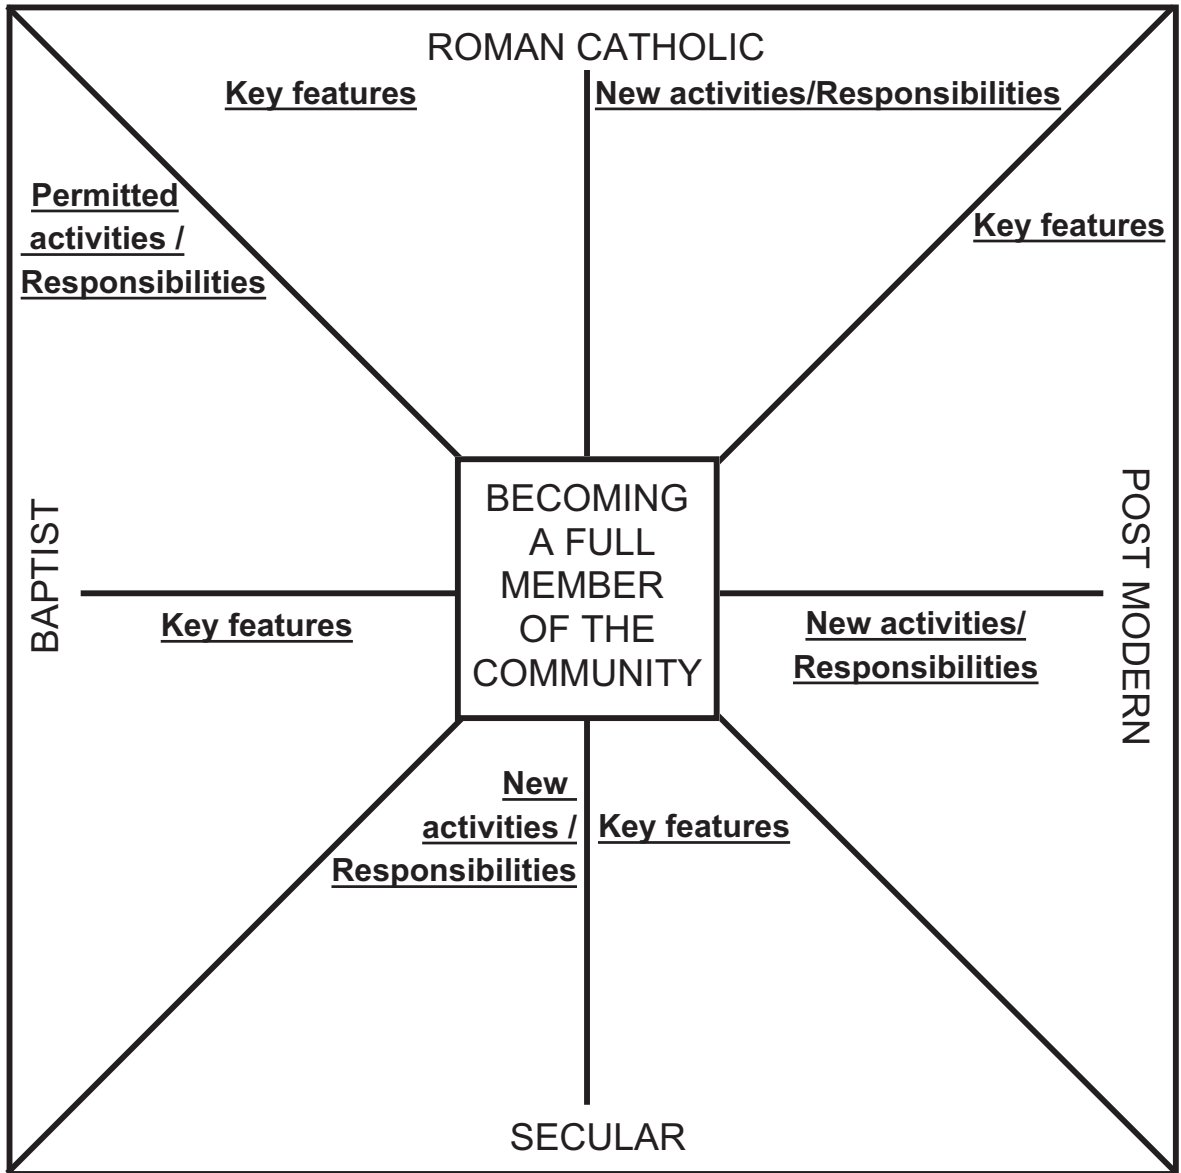 ROMAN CATHOLIC
Key features
New activities/Responsibilities
Permitted
activities /
Responsibilities
Key features
BECOMING
A FULL
MEMBER
OF THE
COMMUNITY
BAPTIST
POST MODERN
Key features
New activities/
Responsibilities
New
activities /
Responsibilities
Key features
SECULAR